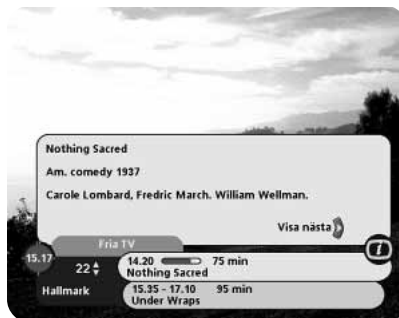 Nothing Sacred
Am. comedy 1937
Carole Lombard, Fredric March. William Wellman.
Visa nästa
i
Fria TV
15.17
22
14.20 75 min
Nothing Sacred
Hallmark
15.35 - 17.10 95 min
Under Wraps